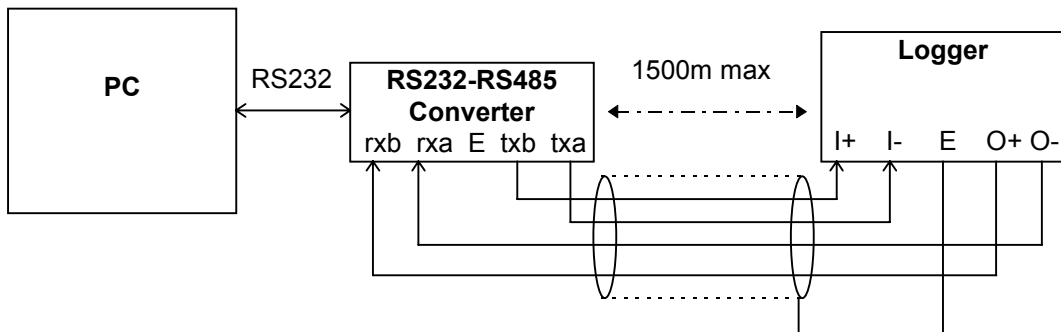 PC
RS232
RS232-RS485
Converter
rxb rxa E txb txa
1500m max
Logger
I+ I- E O+ O-